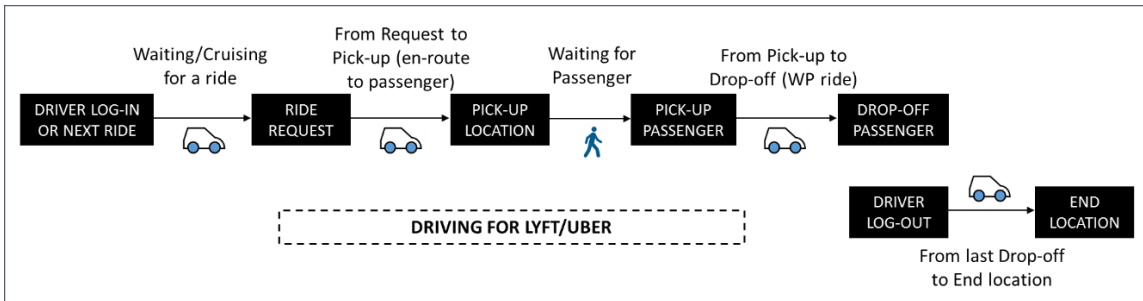 Waiting/Cruising
for a ride
From Request to
Pick-up (en-route
to passenger)
Waiting for
Passenger
From Pick-up to
Drop-off (WP ride)
DRIVER LOG-IN
OR NEXT RIDE
RIDE
REQUEST
PICK-UP
LOCATION
PICK-UP
PASSENGER
DROP-OFF
PASSENGER
DRIVING FOR LYFT/UBER
DRIVER
LOG-OUT
END
LOCATION
From last Drop-off
to End location